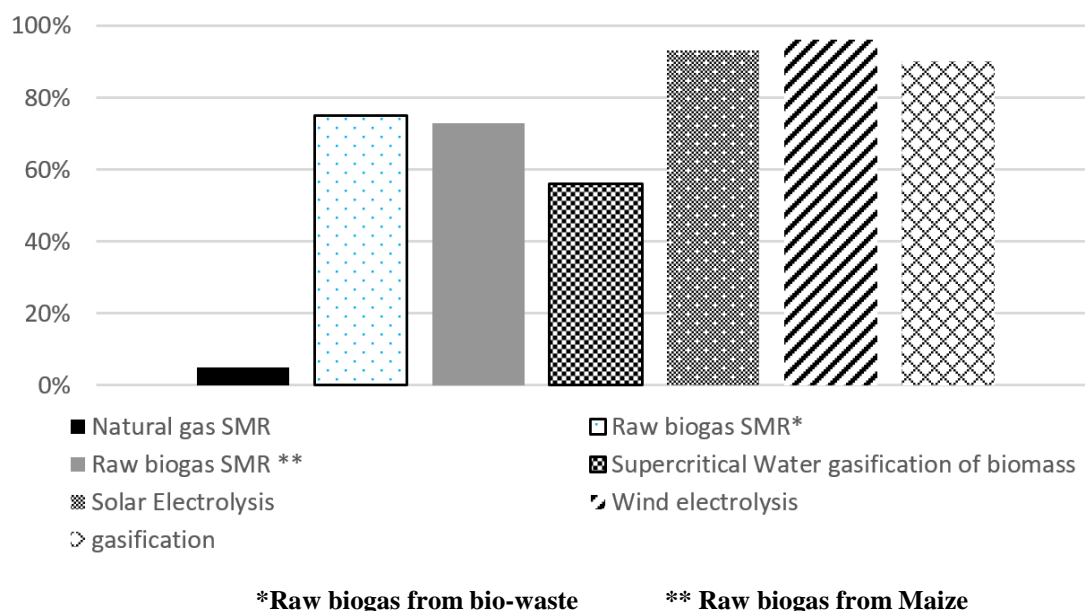 100%
80%
60%
40%
20%
0%
Natural gas SMR
Raw biogas SMR*
Raw biogas SMR **
Supercritical Water gasification of biomass
Solar Electrolysis
Wind electrolysis
gasification
*Raw biogas from bio-waste
** Raw biogas from Maize